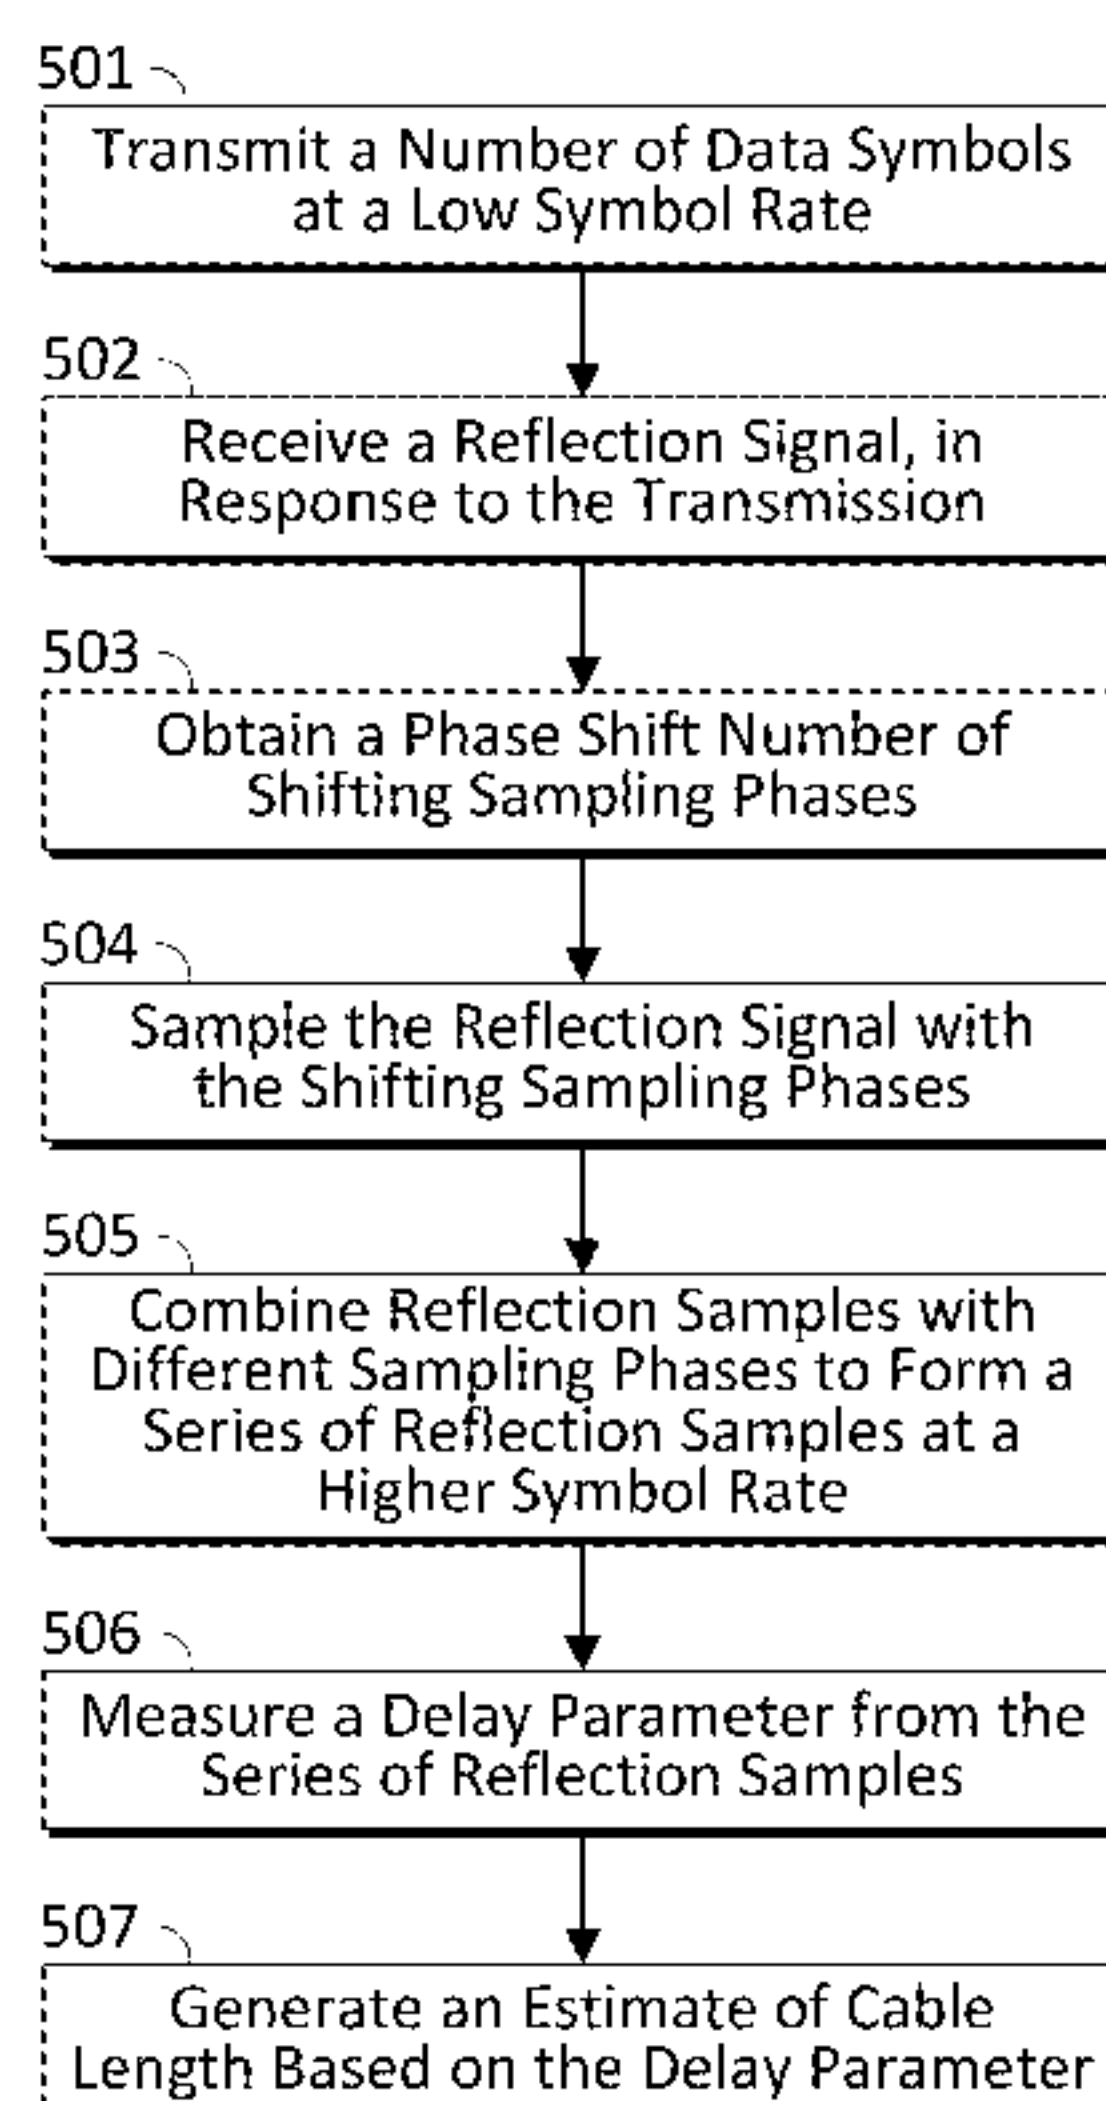 501
Transmit a Number of Data Symbols
at a Low Symbol Rate
502
Receive a Reflection Signal, in
Response to the Transmission
503
Obtain a Phase Shift Number of
Shifting Sampling Phases
504
Sample the Reflection Signal with
the Shifting Sampling Phases
505
Combine Reflection Samples with
Different Sampling Phases to Form a
Series of Reflection Samples at a
Higher Symbol Rate
506
Measure a Delay Parameter from the
Series of Reflection Samples
507
Generate an Estimate of Cable
Length Based on the Delay Parameter